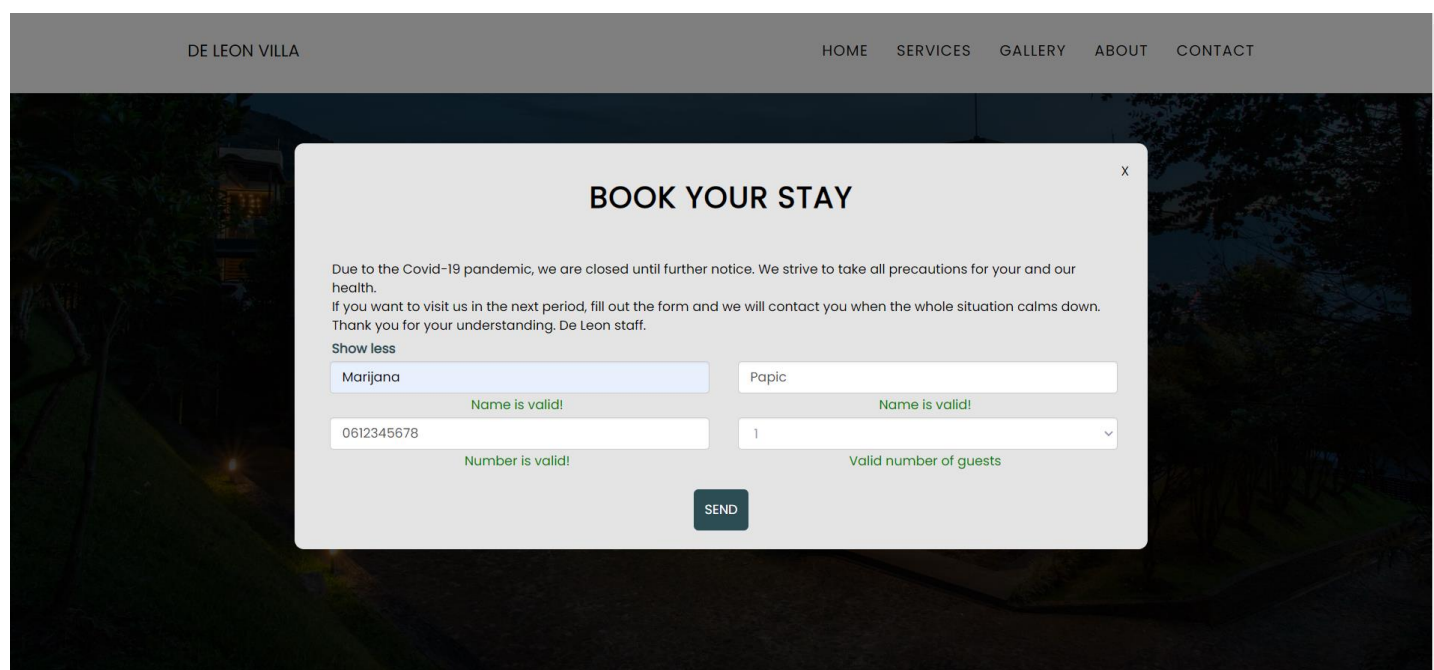 DE LEON VILLA
HOME SERVICES GALLERY ABOUT CONTACT
X
BOOK YOUR STAY
Due to the Covid-19 pandemic, we are closed until further notice. We strive to take all precautions for your and our
health.
If you want to visit us in the next period, fill out the form and we will contact you when the whole situation calms down.
Thank you for your understanding. De Leon staff.
Show less
Marijana
Papic
Name is valid!
Name is valid!
0612345678
1
Number is valid!
Valid number of guests
SEND